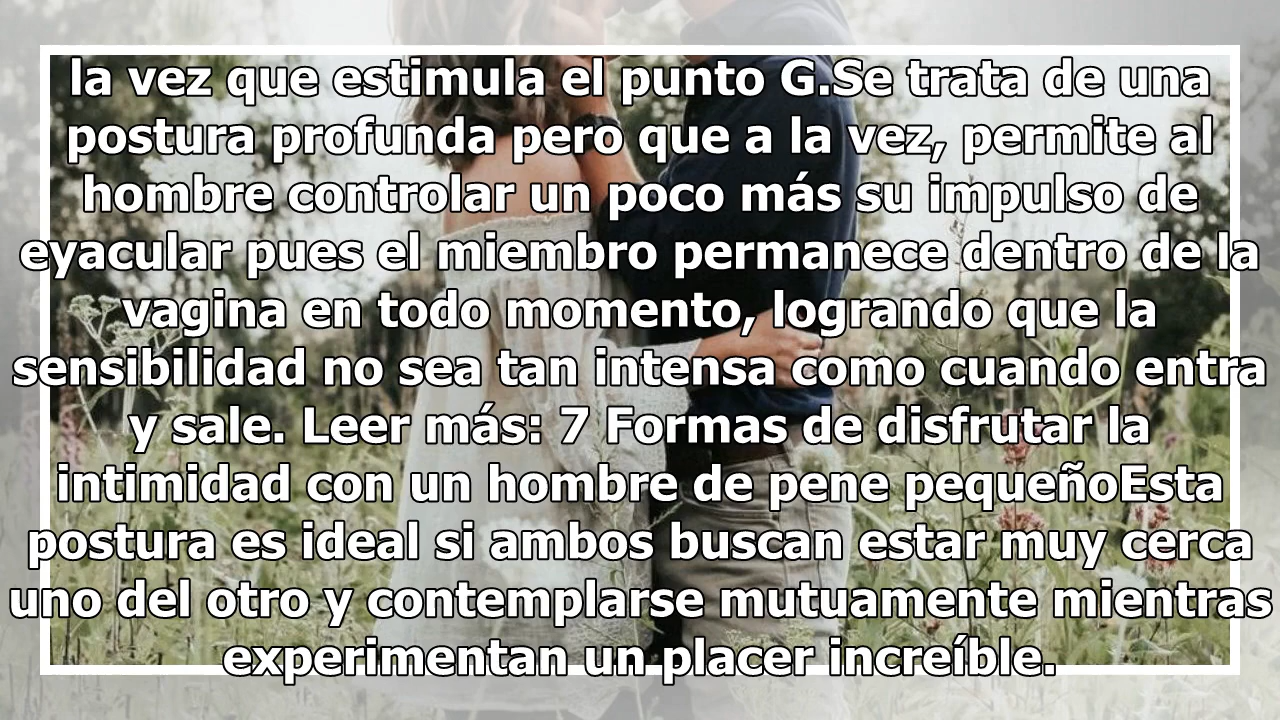 la vez que estimula el punto G.Se trata de una
postura profunda pero que a la vez, permite al
hombre controlar un poco más su impulso de
eyacular pues el miembro permanece dentro de la
vagina en todo momento, logrando que la
sensibilidad no sea tan intensa como cuando entra
y sale. Leer más: 7 Formas de disfrutar la
intimidad con un hombre de pene pequeñoEsta
postura es ideal si ambos buscan estar muy cerca
uno del otro y contemplarse mutuamente mientras
experimentan un placer increíble.